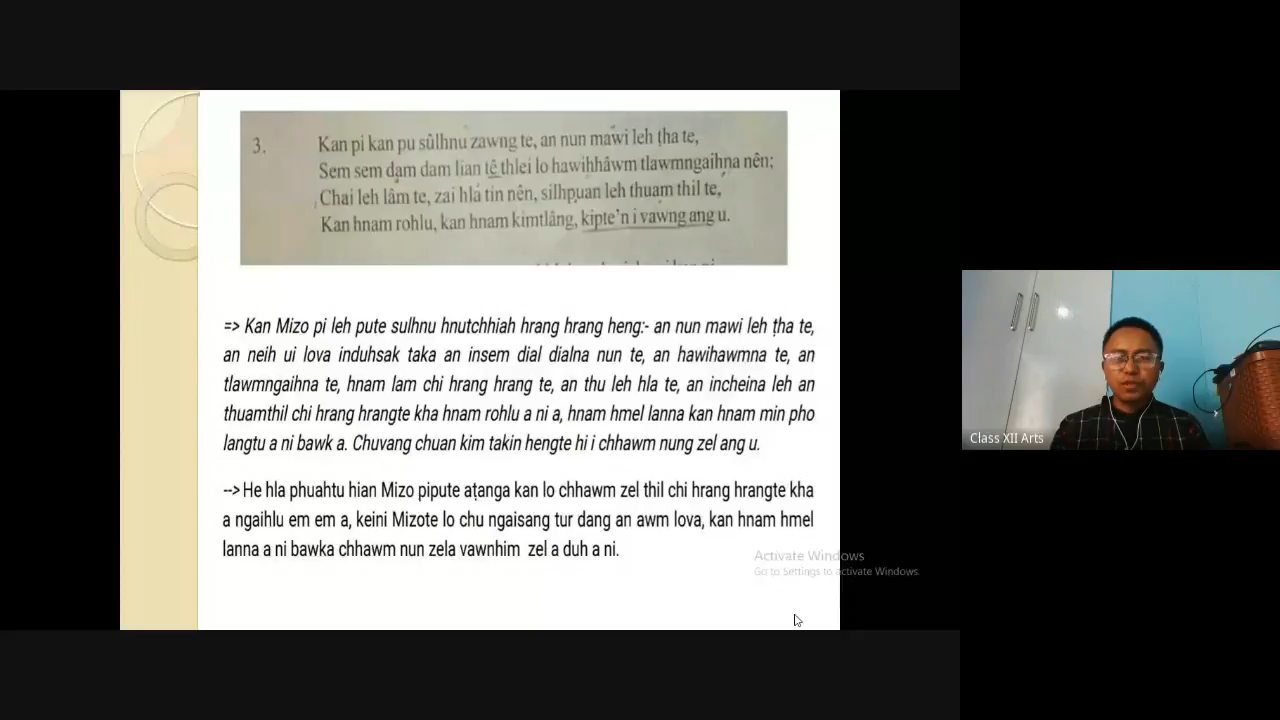 3.
Kan pi kan pu sûlhnu zawng te, an nun mawi leh ṭha te,
Sem sem dam dam lian tê thlei lo hawihhâwm tlawmngaihna nên;
Chai leh lâm te, zai hla tin nên, silhpuan leh thuam thil te,
Kan hnam rohlu, kan hnam kimtlâng, kipte'n i vawng ang u.
=> Kan Mizo pi leh pute sulhnu hnutchhiah hrang hrang heng:- an nun mawi leh ṭha te,
an neih ui lova induhsak taka an insem dial dialna nun te, an hawihawmna te, an
tlawmngaihna te, hnam lam chi hrang hrang te, an thu leh hla te, an incheina leh an
thuamthil chi hrang hrangte kha hnam rohlu a ni a, hnam hmel lanna kan hnam min pho
langtu a ni bawk a. Chuvang chuan kim takin hengte hi i chhawm nung zel ang u.
--> He hla phuahtu hian Mizo pipute aṭanga kan lo chhawm zel thil chi hrang hrangte kha
a ngaihlu em em a, keini Mizote lo chu ngaisang tur dang an awm lova, kan hnam hmel
lanna a ni bawka chhawm nun zela vawnhim zel a duh a ni.
Activate Windows
Go to Settings to activate Windows.
Class XII Arts